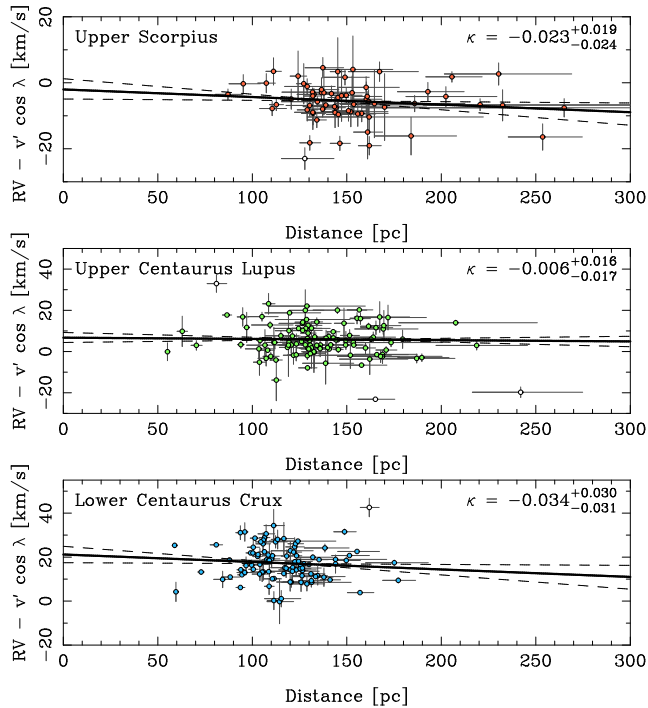 Upper Scorpius
κ = −0.023 +0.019 −0.024
RV − v' cos λ [km/s]
20
0
−20
0 50 100 150 200 250 300
Distance [pc]
Upper Centaurus Lupus
κ = −0.006 +0.016 −0.017
RV − v' cos λ [km/s]
40
20
0
−20
0 50 100 150 200 250 300
Distance [pc]
Lower Centaurus Crux
κ = −0.034 +0.030 −0.031
RV − v' cos λ [km/s]
40
20
0
−20
0 50 100 150 200 250 300
Distance [pc]